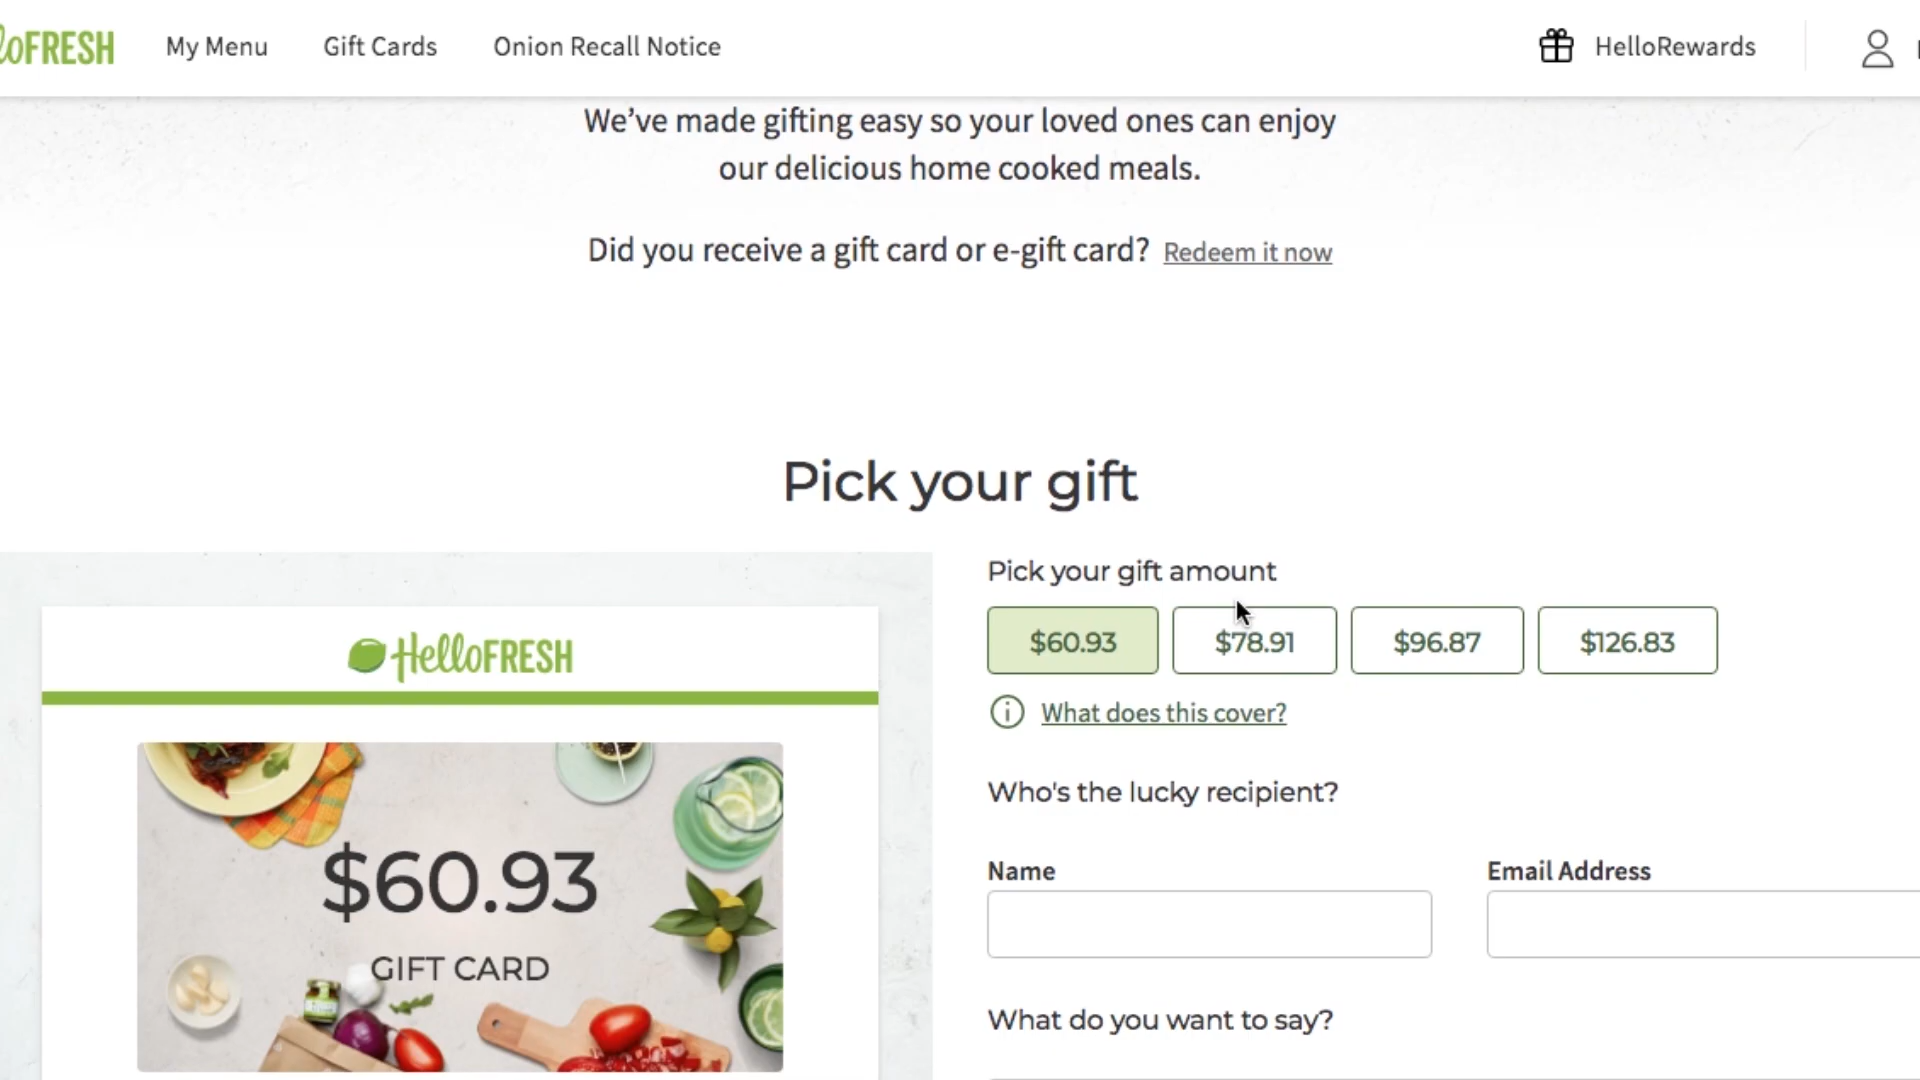 loFRESH My Menu Gift Cards Onion Recall Notice HelloRewards
We’ve made gifting easy so your loved ones can enjoy
our delicious home cooked meals.
Did you receive a gift card or e-gift card? Redeem it now
Pick your gift
HelloFRESH
$60.93
GIFT CARD
Pick your gift amount
$60.93 $78.91 $96.87 $126.83
What does this cover?
Who's the lucky recipient?
Name Email Address
What do you want to say?